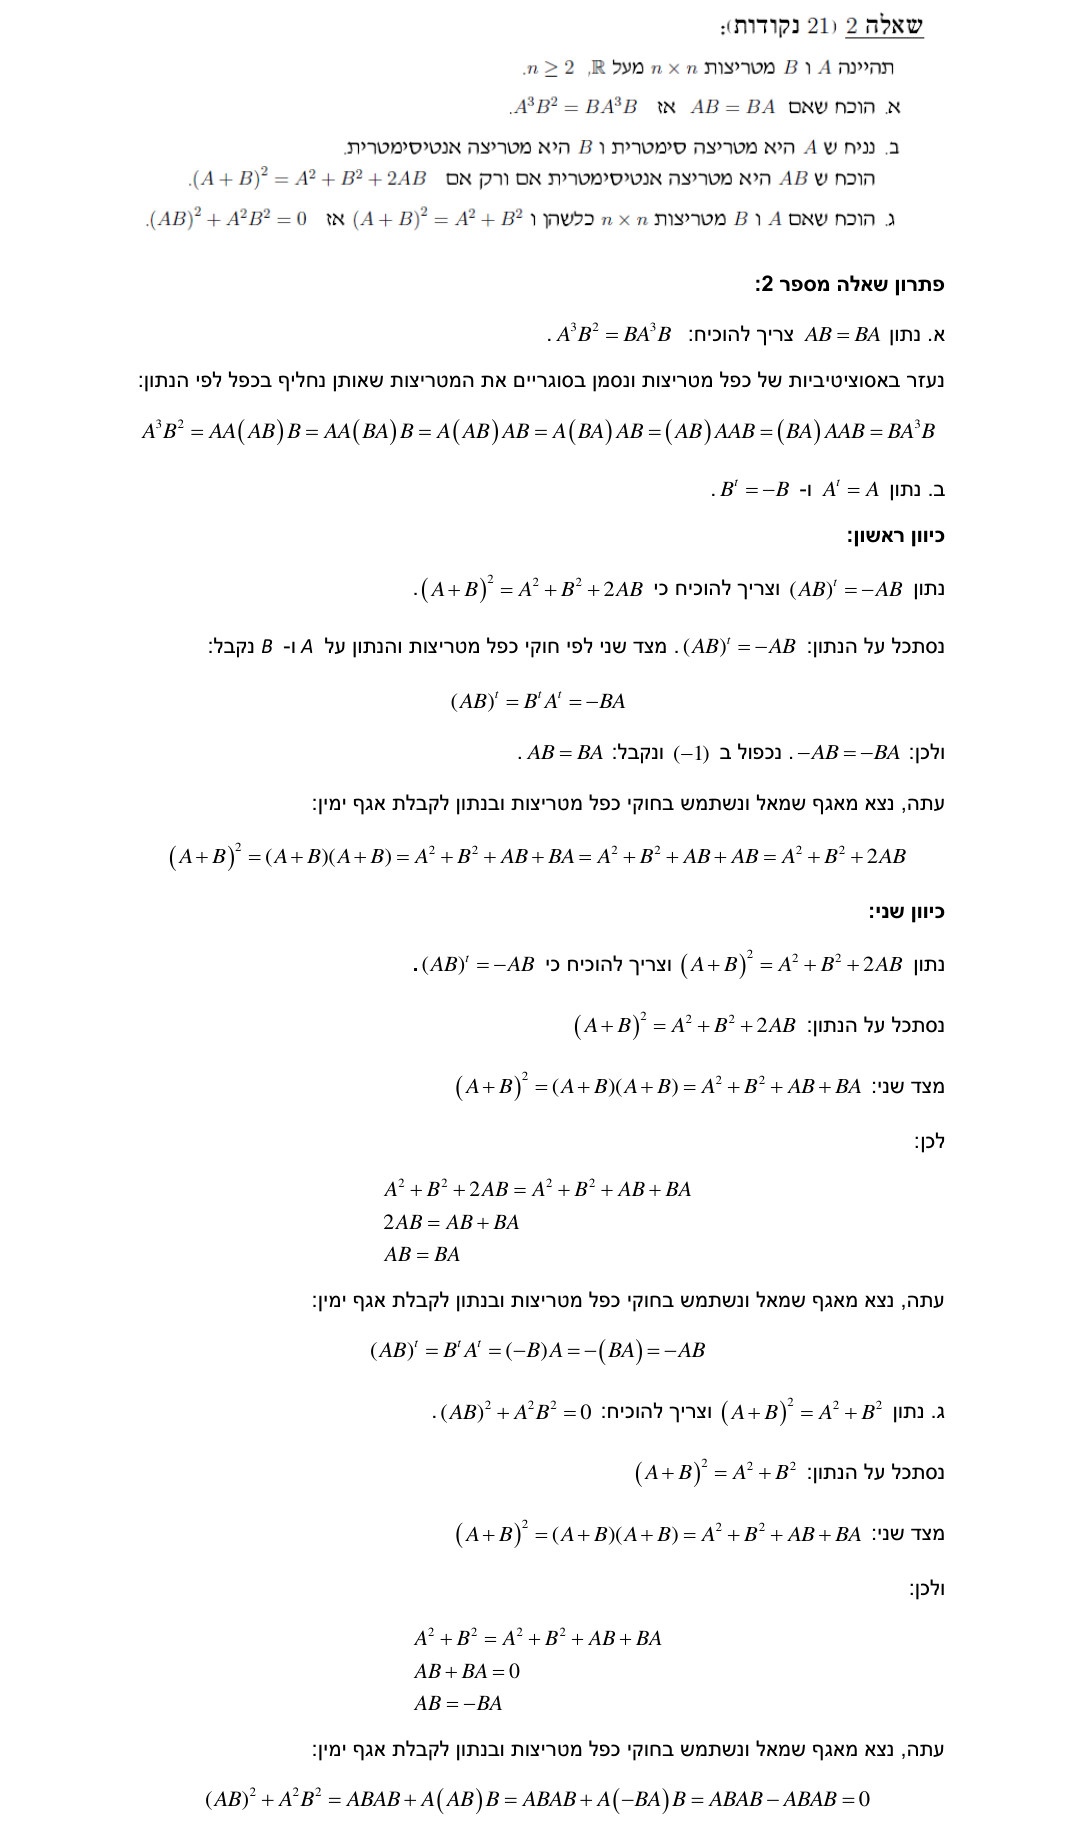 שאלה 2 (21 נקודות):
תהיינה A ו B מטריצות n × n מעל ℝ, n ≥ 2.
א. הוכח שאם AB = BA אז A³B² = BA³B.
ב. נניח ש A היא מטריצה סימטרית ו B היא מטריצה אנטיסימטרית.
הוכח ש AB היא מטריצה אנטיסימטרית אם ורק אם (A + B)² = A² + B² + 2AB.
ג. הוכח שאם A ו B מטריצות n × n כלשהן ו (A + B)² = A² + B² אז (AB)² + A²B² = 0.
פתרון שאלה מספר 2:
א. נתון AB = BA צריך להוכיח: A³B² = BA³B.
נעזר באסוציטיביות של כפל מטריצות ונסמן בסוגריים את המטריצות שאותן נחליף בכפל לפי הנתון:
A³B² = AA(AB)B = AA(BA)B = A(AB)AB = A(BA)AB = (AB)AAB = (BA)AAB = BA³B
ב. נתון Aᵗ = A ו- Bᵗ = −B.
כיוון ראשון:
נתון (AB)ᵗ = −AB וצריך להוכיח כי (A+B)² = A² + B² + 2AB.
נסתכל על הנתון: (AB)ᵗ = −AB. מצד שני לפי חוקי כפל מטריצות והנתון על A ו- B נקבל:
(AB)ᵗ = BᵗAᵗ = −BA
ולכן: −AB = −BA. נכפול ב (−1) ונקבל: AB = BA.
עתה, נצא מאגף שמאל ונשתמש בחוקי כפל מטריצות ובנתון לקבלת אגף ימין:
(A+B)² = (A+B)(A+B) = A² + B² + AB + BA = A² + B² + AB + AB = A² + B² + 2AB
כיוון שני:
נתון (A+B)² = A² + B² + 2AB וצריך להוכיח כי (AB)ᵗ = −AB.
נסתכל על הנתון: (A+B)² = A² + B² + 2AB
מצד שני: (A+B)² = (A+B)(A+B) = A² + B² + AB + BA
לכן:
A² + B² + 2AB = A² + B² + AB + BA
2AB = AB + BA
AB = BA
עתה, נצא מאגף שמאל ונשתמש בחוקי כפל מטריצות ובנתון לקבלת אגף ימין:
(AB)ᵗ = BᵗAᵗ = (−B)A = −(BA) = −AB
ג. נתון (A+B)² = A² + B² וצריך להוכיח: (AB)² + A²B² = 0.
נסתכל על הנתון: (A+B)² = A² + B²
מצד שני: (A+B)² = (A+B)(A+B) = A² + B² + AB + BA
ולכן:
A² + B² = A² + B² + AB + BA
AB + BA = 0
AB = −BA
עתה, נצא מאגף שמאל ונשתמש בחוקי כפל מטריצות ובנתון לקבלת אגף ימין:
(AB)² + A²B² = ABAB + A(AB)B = ABAB + A(−BA)B = ABAB − ABAB = 0